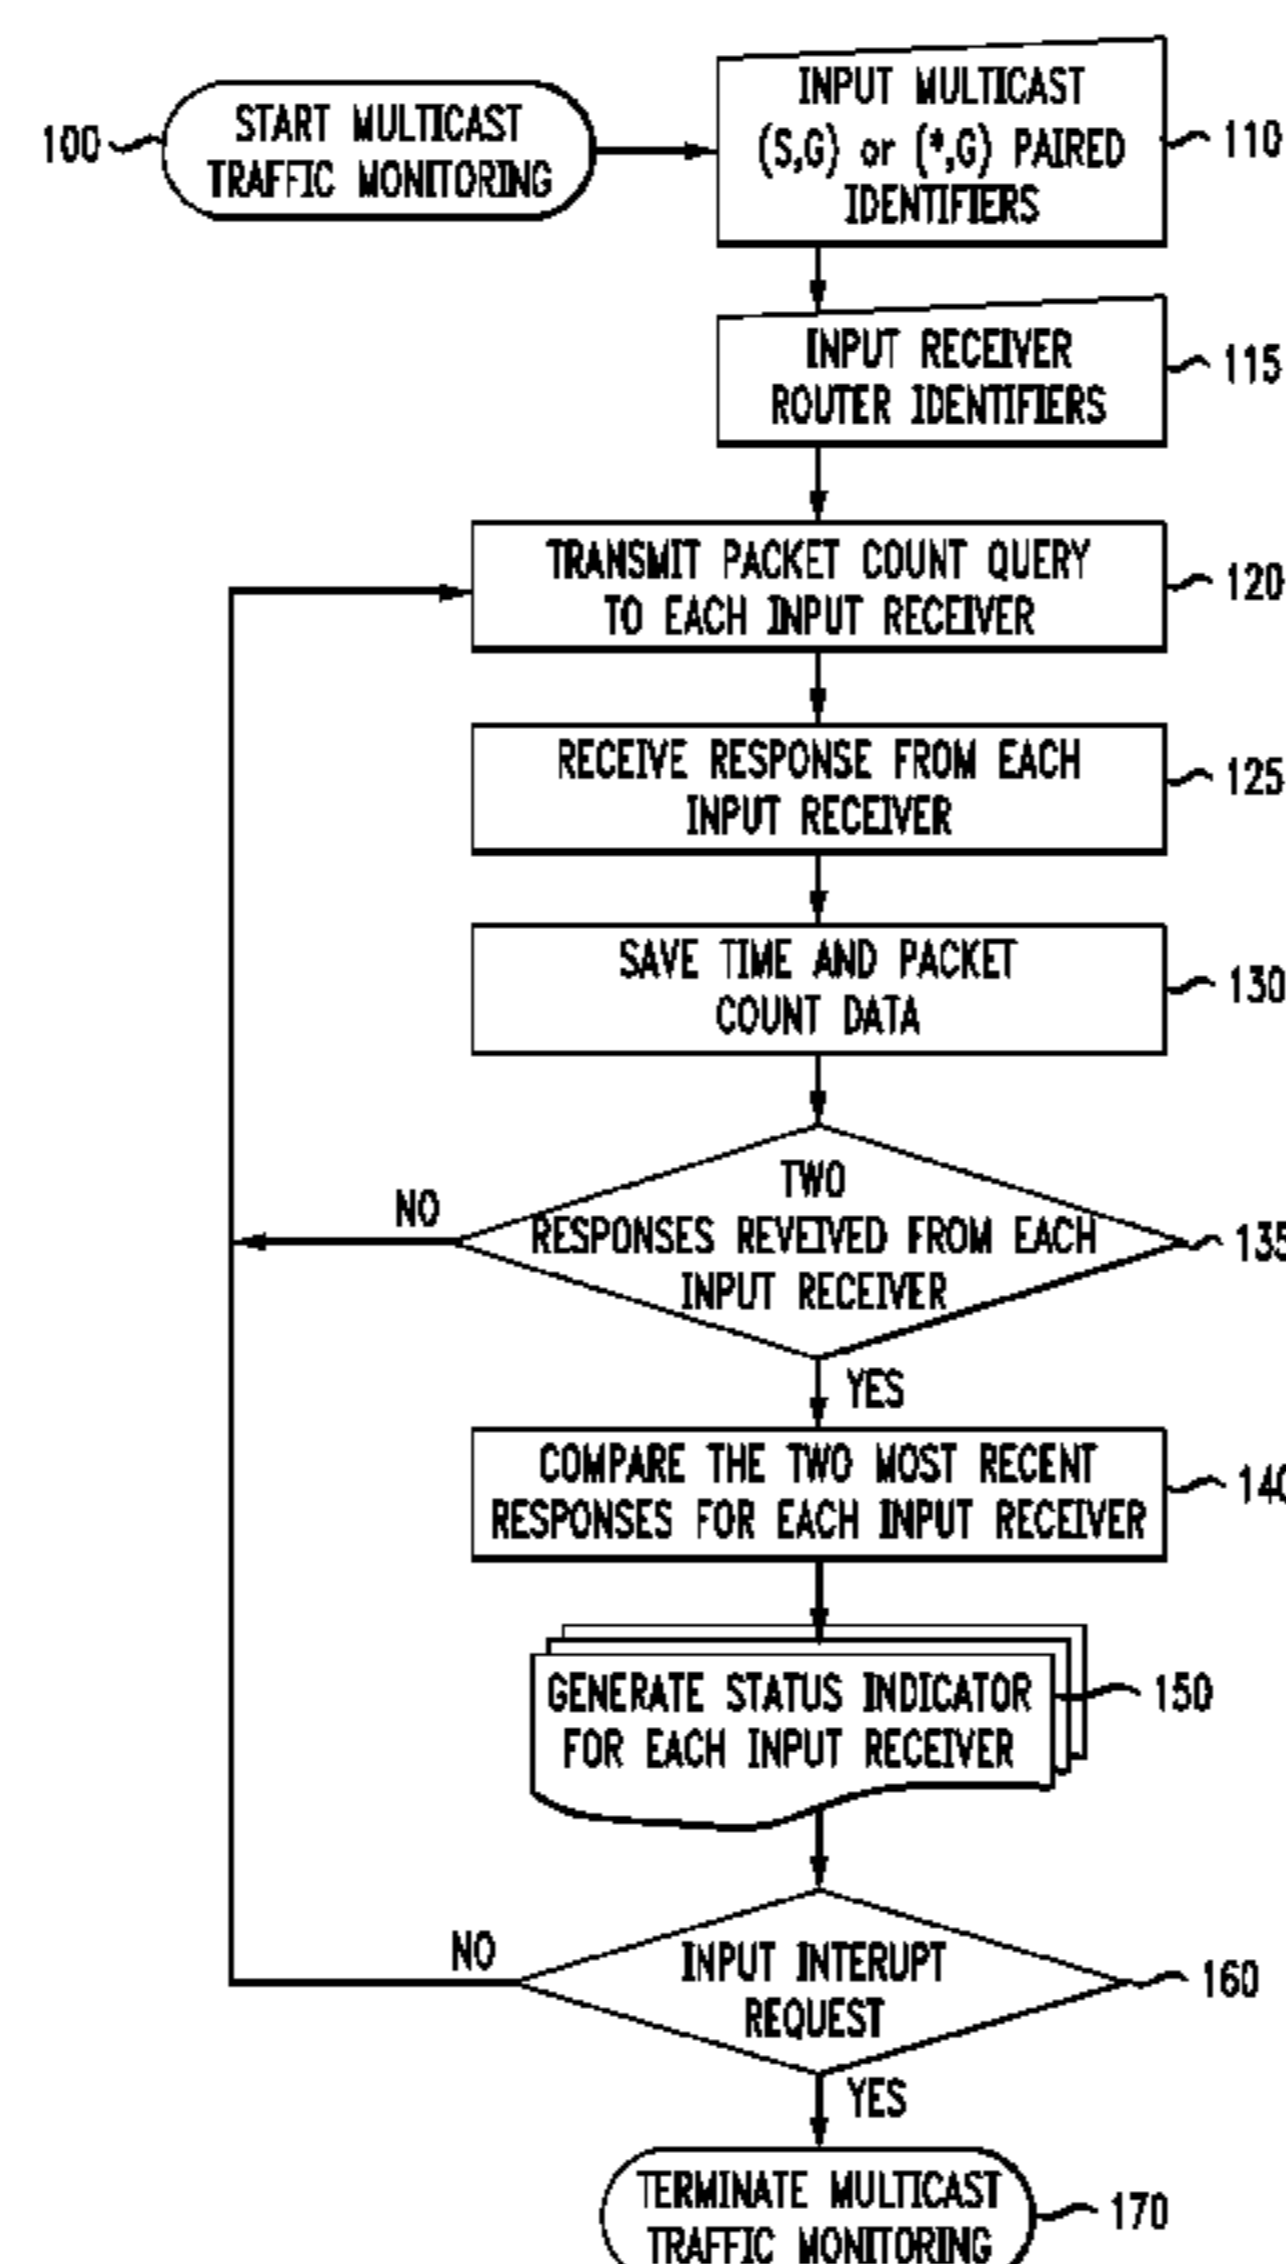 100
START MULTICAST
TRAFFIC MONITORING
INPUT MULTICAST
(S,G) or (*,G) PAIRED
IDENTIFIERS
110
INPUT RECEIVER
ROUTER IDENTIFIERS
115
TRANSMIT PACKET COUNT QUERY
TO EACH INPUT RECEIVER
120
RECEIVE RESPONSE FROM EACH
INPUT RECEIVER
125
SAVE TIME AND PACKET
COUNT DATA
130
TWO
RESPONSES REVEIVED FROM EACH
INPUT RECEIVER
NO
135
YES
COMPARE THE TWO MOST RECENT
RESPONSES FOR EACH INPUT RECEIVER
140
GENERATE STATUS INDICATOR
FOR EACH INPUT RECEIVER
150
NO
INPUT INTERUPT
REQUEST
160
YES
TERMINATE MULTICAST
TRAFFIC MONITORING
170